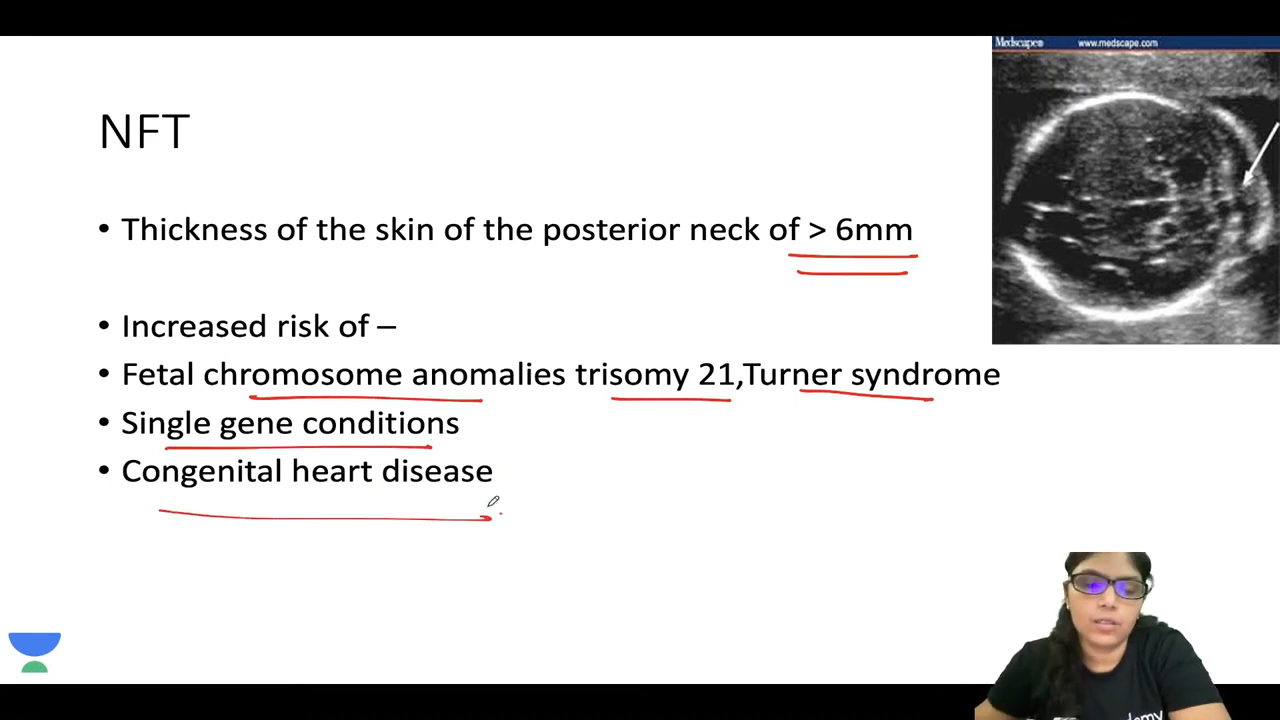 Medscape® www.medscape.com
NFT
• Thickness of the skin of the posterior neck of > 6mm
• Increased risk of –
• Fetal chromosome anomalies trisomy 21,Turner syndrome
• Single gene conditions
• Congenital heart disease